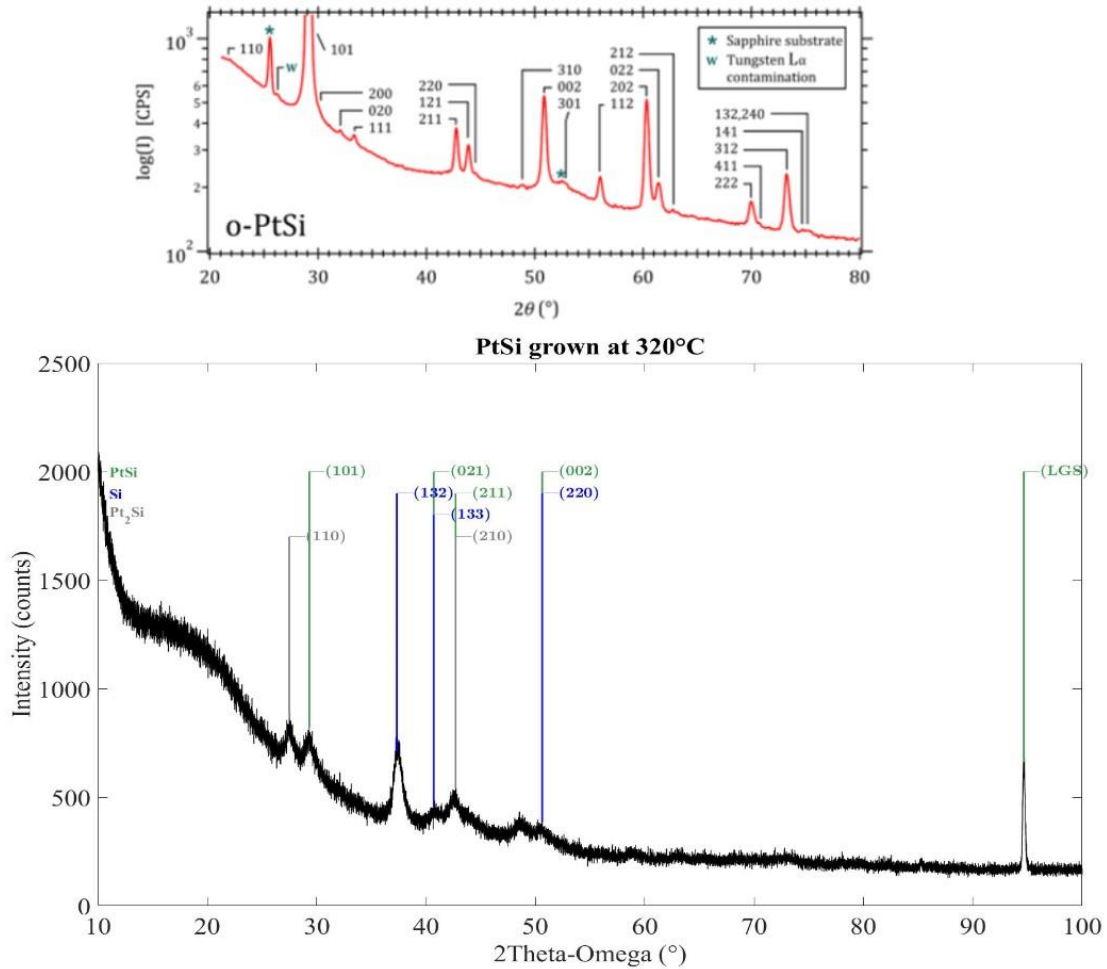 10³
6
5
4
3
2
10²
log(I) [CPS]
110
*
w
101
200
020
111
220
121
211
310
002
301
212
022
202
112
132,240
141
312
411
222
* Sapphire substrate
w Tungsten Lα
contamination
*
o-PtSi
20 30 40 50 60 70 80
2θ (°)
PtSi grown at 320°C
2500
2000
1500
1000
500
0
Intensity (counts)
PtSi
Si
Pt₂Si
(101) (021) (002) (LGS)
(132) (211) (220)
(133)
(110) (210)
10 20 30 40 50 60 70 80 90 100
2Theta-Omega (°)